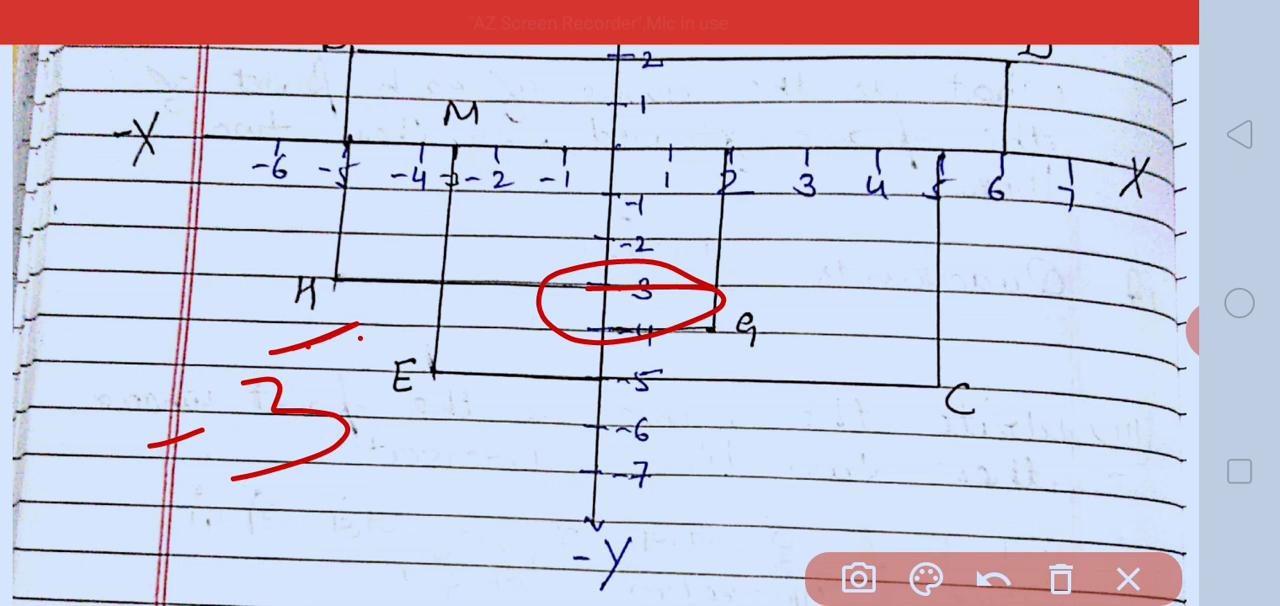 "AZ Screen Recorder",Mic in use
2
D
1
M
-X
-6 -5 -4 -3 -2 -1 1 2 3 4 5 6 7 X
-1
-2
H
-3
-4 G
E
-5
C
-3
-6
-7
-Y